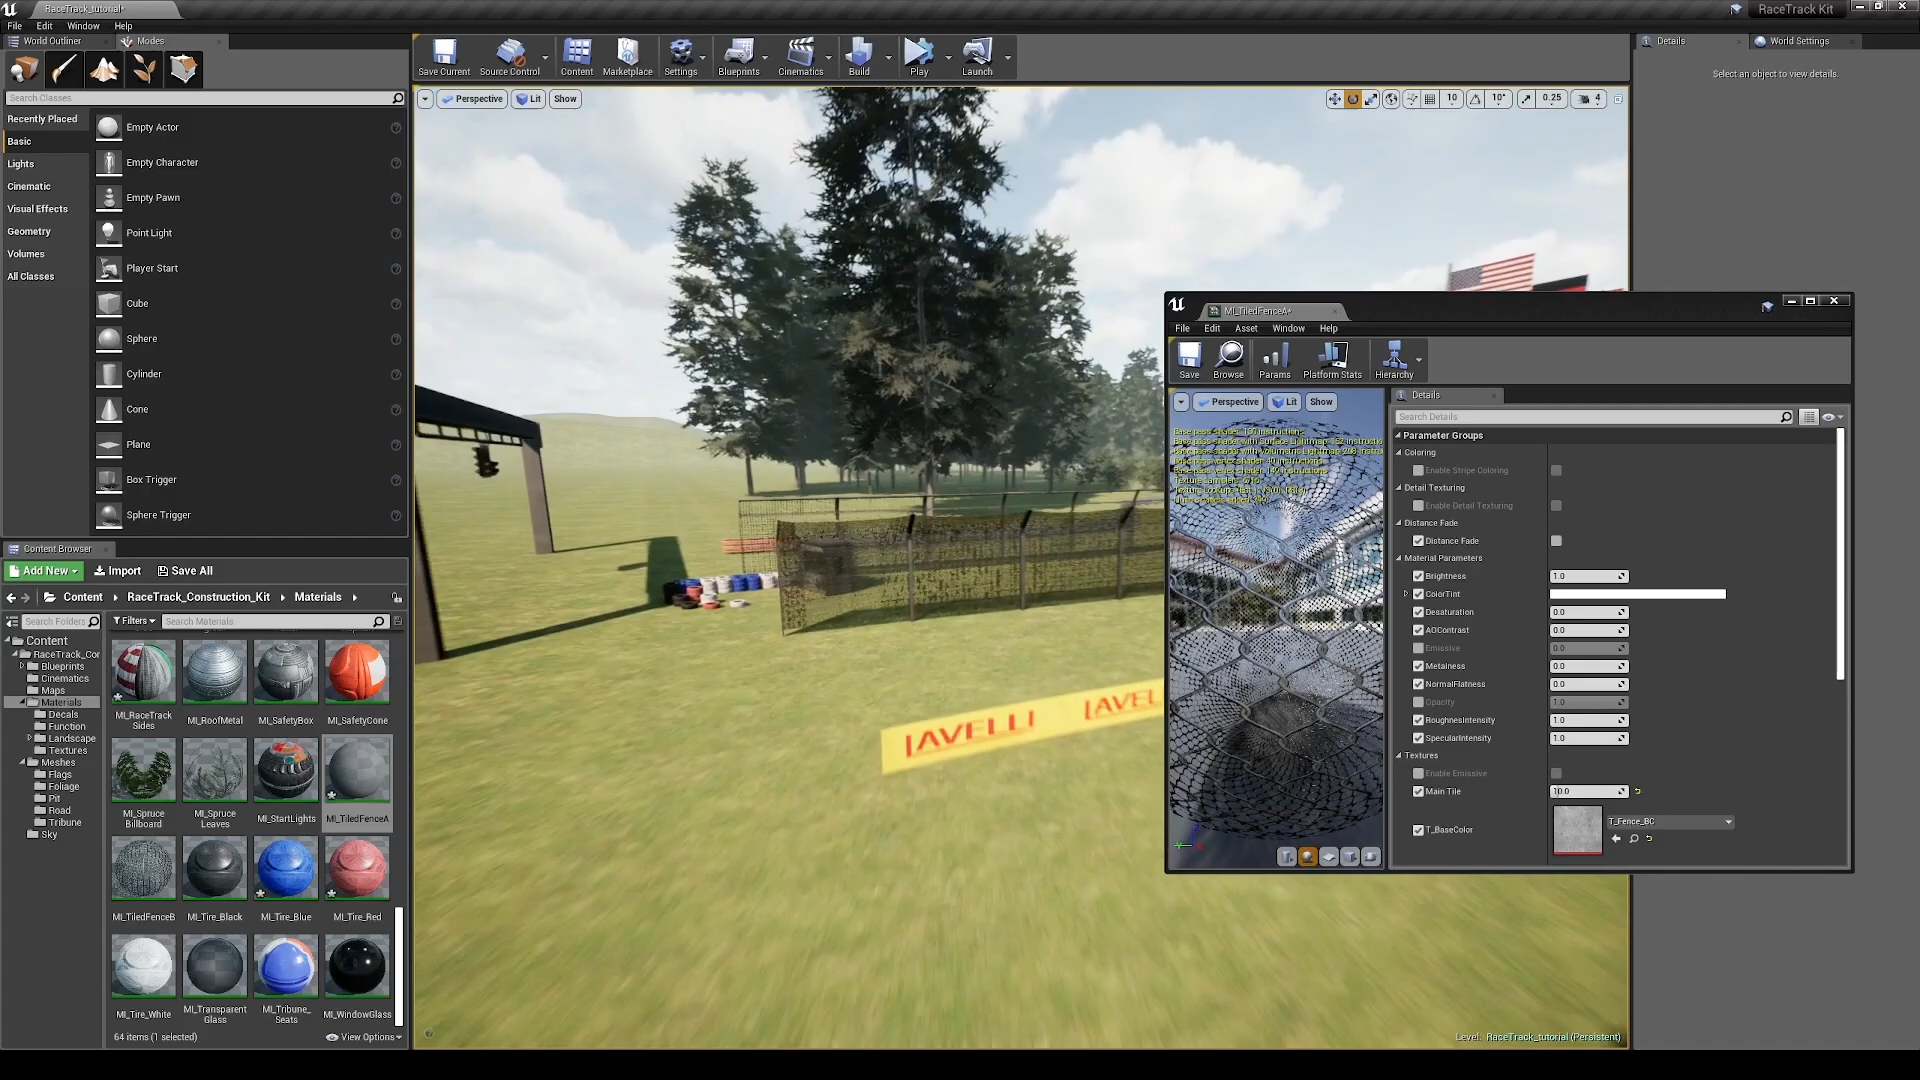 RaceTrack_tutorial*
RaceTrack Kit
File Edit Window Help
World Outliner
Modes
Search Classes
Recently Placed
Basic
Lights
Cinematic
Visual Effects
Geometry
Volumes
All Classes
Empty Actor
Empty Character
Empty Pawn
Point Light
Player Start
Cube
Sphere
Cylinder
Cone
Plane
Box Trigger
Sphere Trigger
Save Current
Source Control
Content
Marketplace
Settings
Blueprints
Cinematics
Build
Play
Launch
Perspective Lit Show
10 10° 0.25 4
Details
World Settings
Select an object to view details.
Content Browser
Add New Import Save All
Content RaceTrack_Construction_Kit Materials
Search Folders
Filters
Search Materials
Content
RaceTrack_Cor
Blueprints
Cinematics
Maps
Materials
Decals
Function
Landscape
Textures
Meshes
Flags
Foliage
Pit
Road
Tribune
Sky
MI_RaceTrack
Sides
MI_RoofMetal
MI_SafetyBox
MI_SafetyCone
MI_Spruce
Billboard
MI_Spruce
Leaves
MI_StartLights
MI_TiledFenceA
MI_TiledFenceB
MI_Tire_Black
MI_Tire_Blue
MI_Tire_Red
MI_Tire_White
MI_Transparent
Glass
MI_Tribune_
Seats
MI_WindowGlass
64 items (1 selected)
View Options
Level: RaceTrack_tutorial (Persistent)
MI_TiledFenceA*
File Edit Asset Window Help
Save
Browse
Params
Platform Stats
Hierarchy
Perspective Lit Show
Details
Search Details
Parameter Groups
Coloring
Enable Stripe Coloring
Detail Texturing
Enable Detail Texturing
Distance Fade
Distance Fade
Material Parameters
Brightness 1.0
ColorTint
Desaturation 0.0
AOContrast 0.0
Emissive 0.0
Metalness 0.0
NormalFlatness 0.0
Opacity 1.0
RoughnessIntensity 1.0
SpecularIntensity 1.0
Textures
Enable Emissive
Main Tile 10.0
T_BaseColor
T_Fence_BC